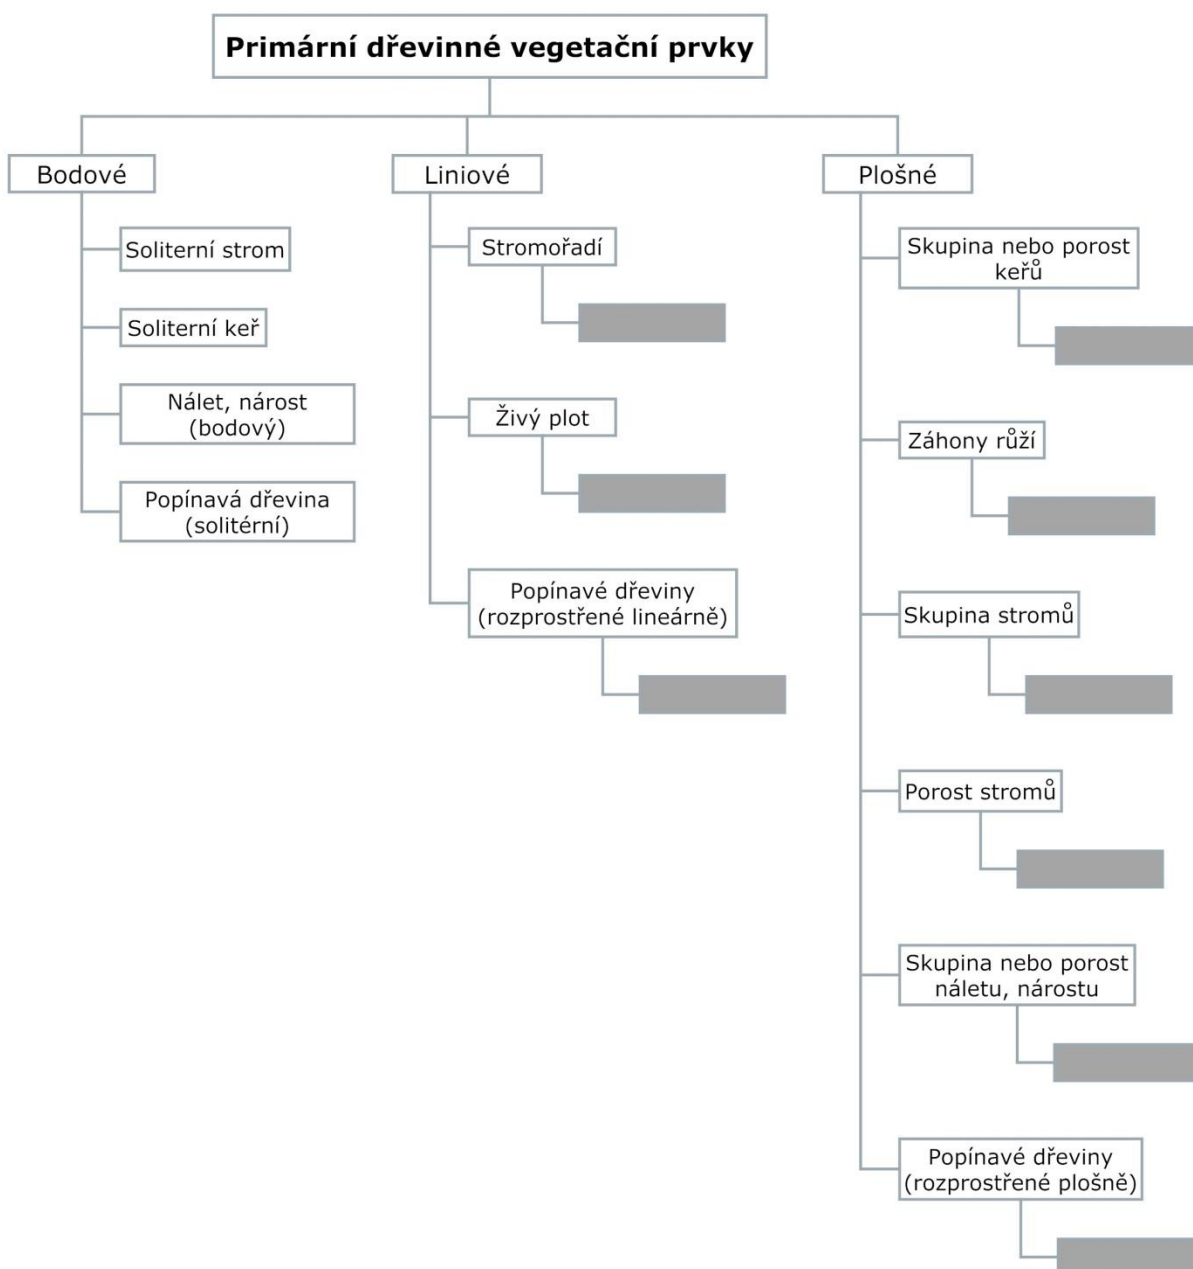 Primární dřevinné vegetační prvky
Bodové
Soliterní strom
Soliterní keř
Nálet, nárost
(bodový)
Popínavá dřevina
(solitérní)
Liniové
Stromořadí
Živý plot
Popínavé dřeviny
(rozprostřené lineárně)
Plošné
Skupina nebo porost
keřů
Záhony růží
Skupina stromů
Porost stromů
Skupina nebo porost
náletu, nárostu
Popínavé dřeviny
(rozprostřené plošně)